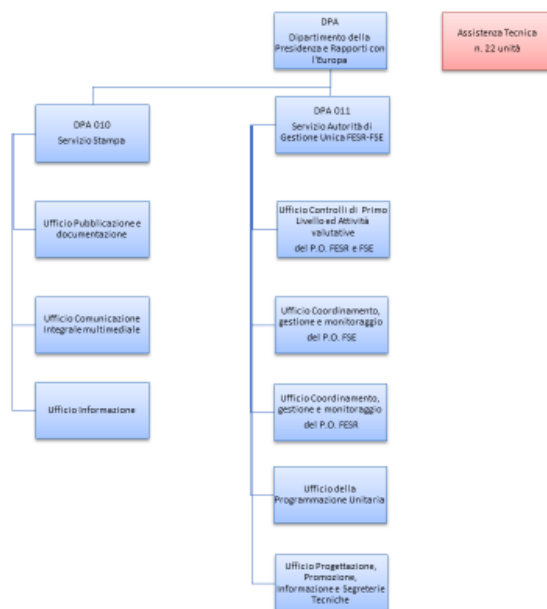 DPA
Dipartimento della
Presidenza e Rapporti con
l'Europa
Assistenza Tecnica
n. 22 unità
DPA 010
Servizio Stampa
DPA 011
Servizio Autorità di
Gestione Unica FESR-FSE
Ufficio Pubblicazione e
documentazione
Ufficio Controlli di Primo
Livello ed Attività
valutative
del P.O. FESR e FSE
Ufficio Comunicazione
Integrale multimediale
Ufficio Coordinamento,
gestione e monitoraggio
del P.O. FSE
Ufficio Informazione
Ufficio Coordinamento,
gestione e monitoraggio
del P.O. FESR
Ufficio della
Programmazione Unitaria
Ufficio Progettazione,
Promozione,
Informazione e Segreterie
Tecniche